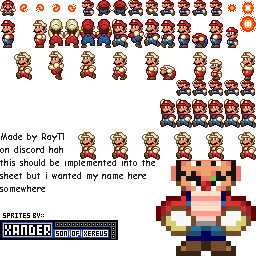 Made by RayTl
on discord hah
this should be implemented into the
sheet but i wanted my name here
somewhere
SPRITES BY:
XANDER
SON OF XEREUS